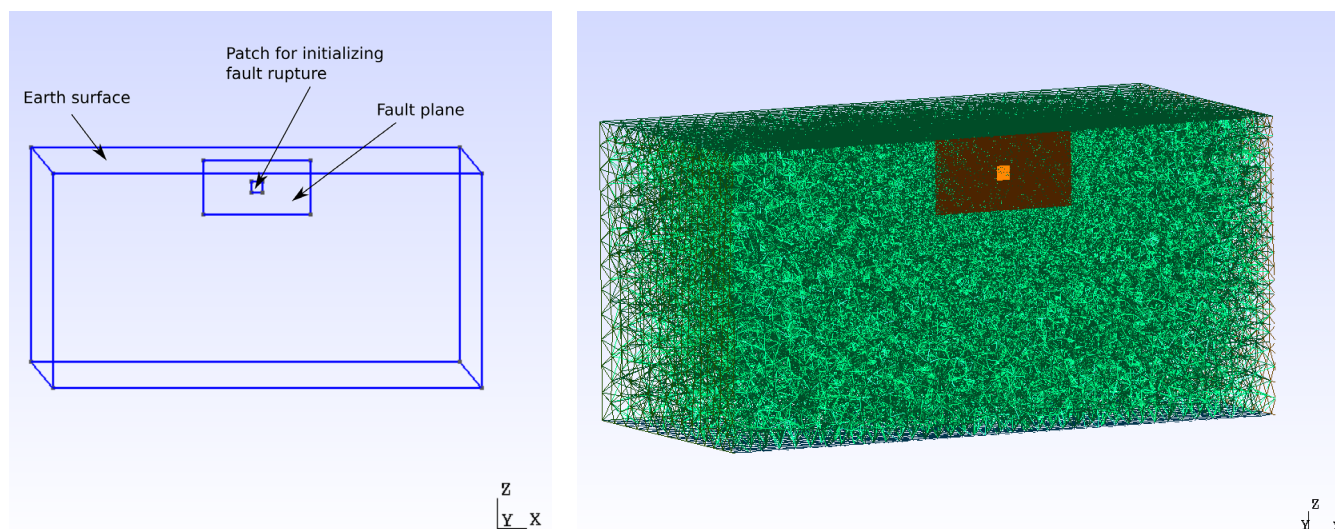 Patch for initializing
fault rupture
Earth surface
Fault plane
Z
Y X
Z
Y